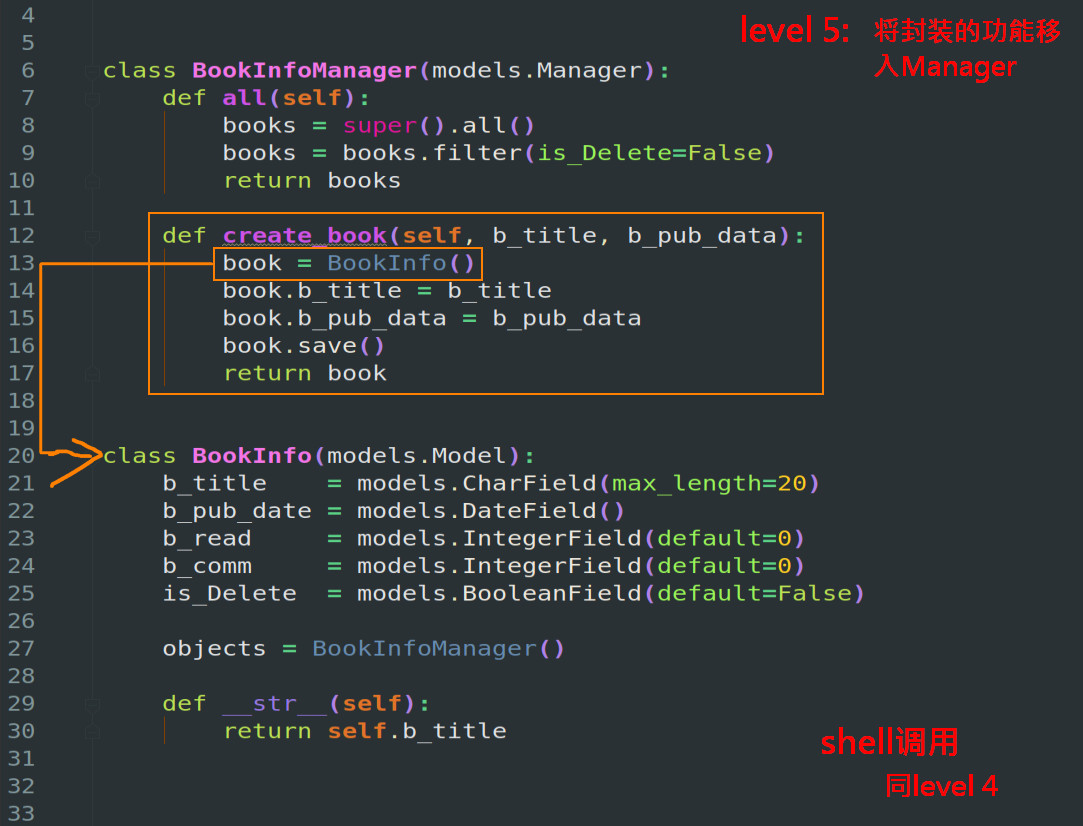 4
5
level 5: 将封装的功能移
入Manager
6 class BookInfoManager(models.Manager):
7 def all(self):
8 books = super().all()
9 books = books.filter(is_Delete=False)
10 return books
11
12 def create_book(self, b_title, b_pub_data):
13 book = BookInfo()
14 book.b_title = b_title
15 book.b_pub_data = b_pub_data
16 book.save()
17 return book
18
19
20 class BookInfo(models.Model):
21 b_title = models.CharField(max_length=20)
22 b_pub_date = models.DateField()
23 b_read = models.IntegerField(default=0)
24 b_comm = models.IntegerField(default=0)
25 is_Delete = models.BooleanField(default=False)
26
27 objects = BookInfoManager()
28
29 def __str__(self):
30 return self.b_title
shell调用
同level 4
31
32
33